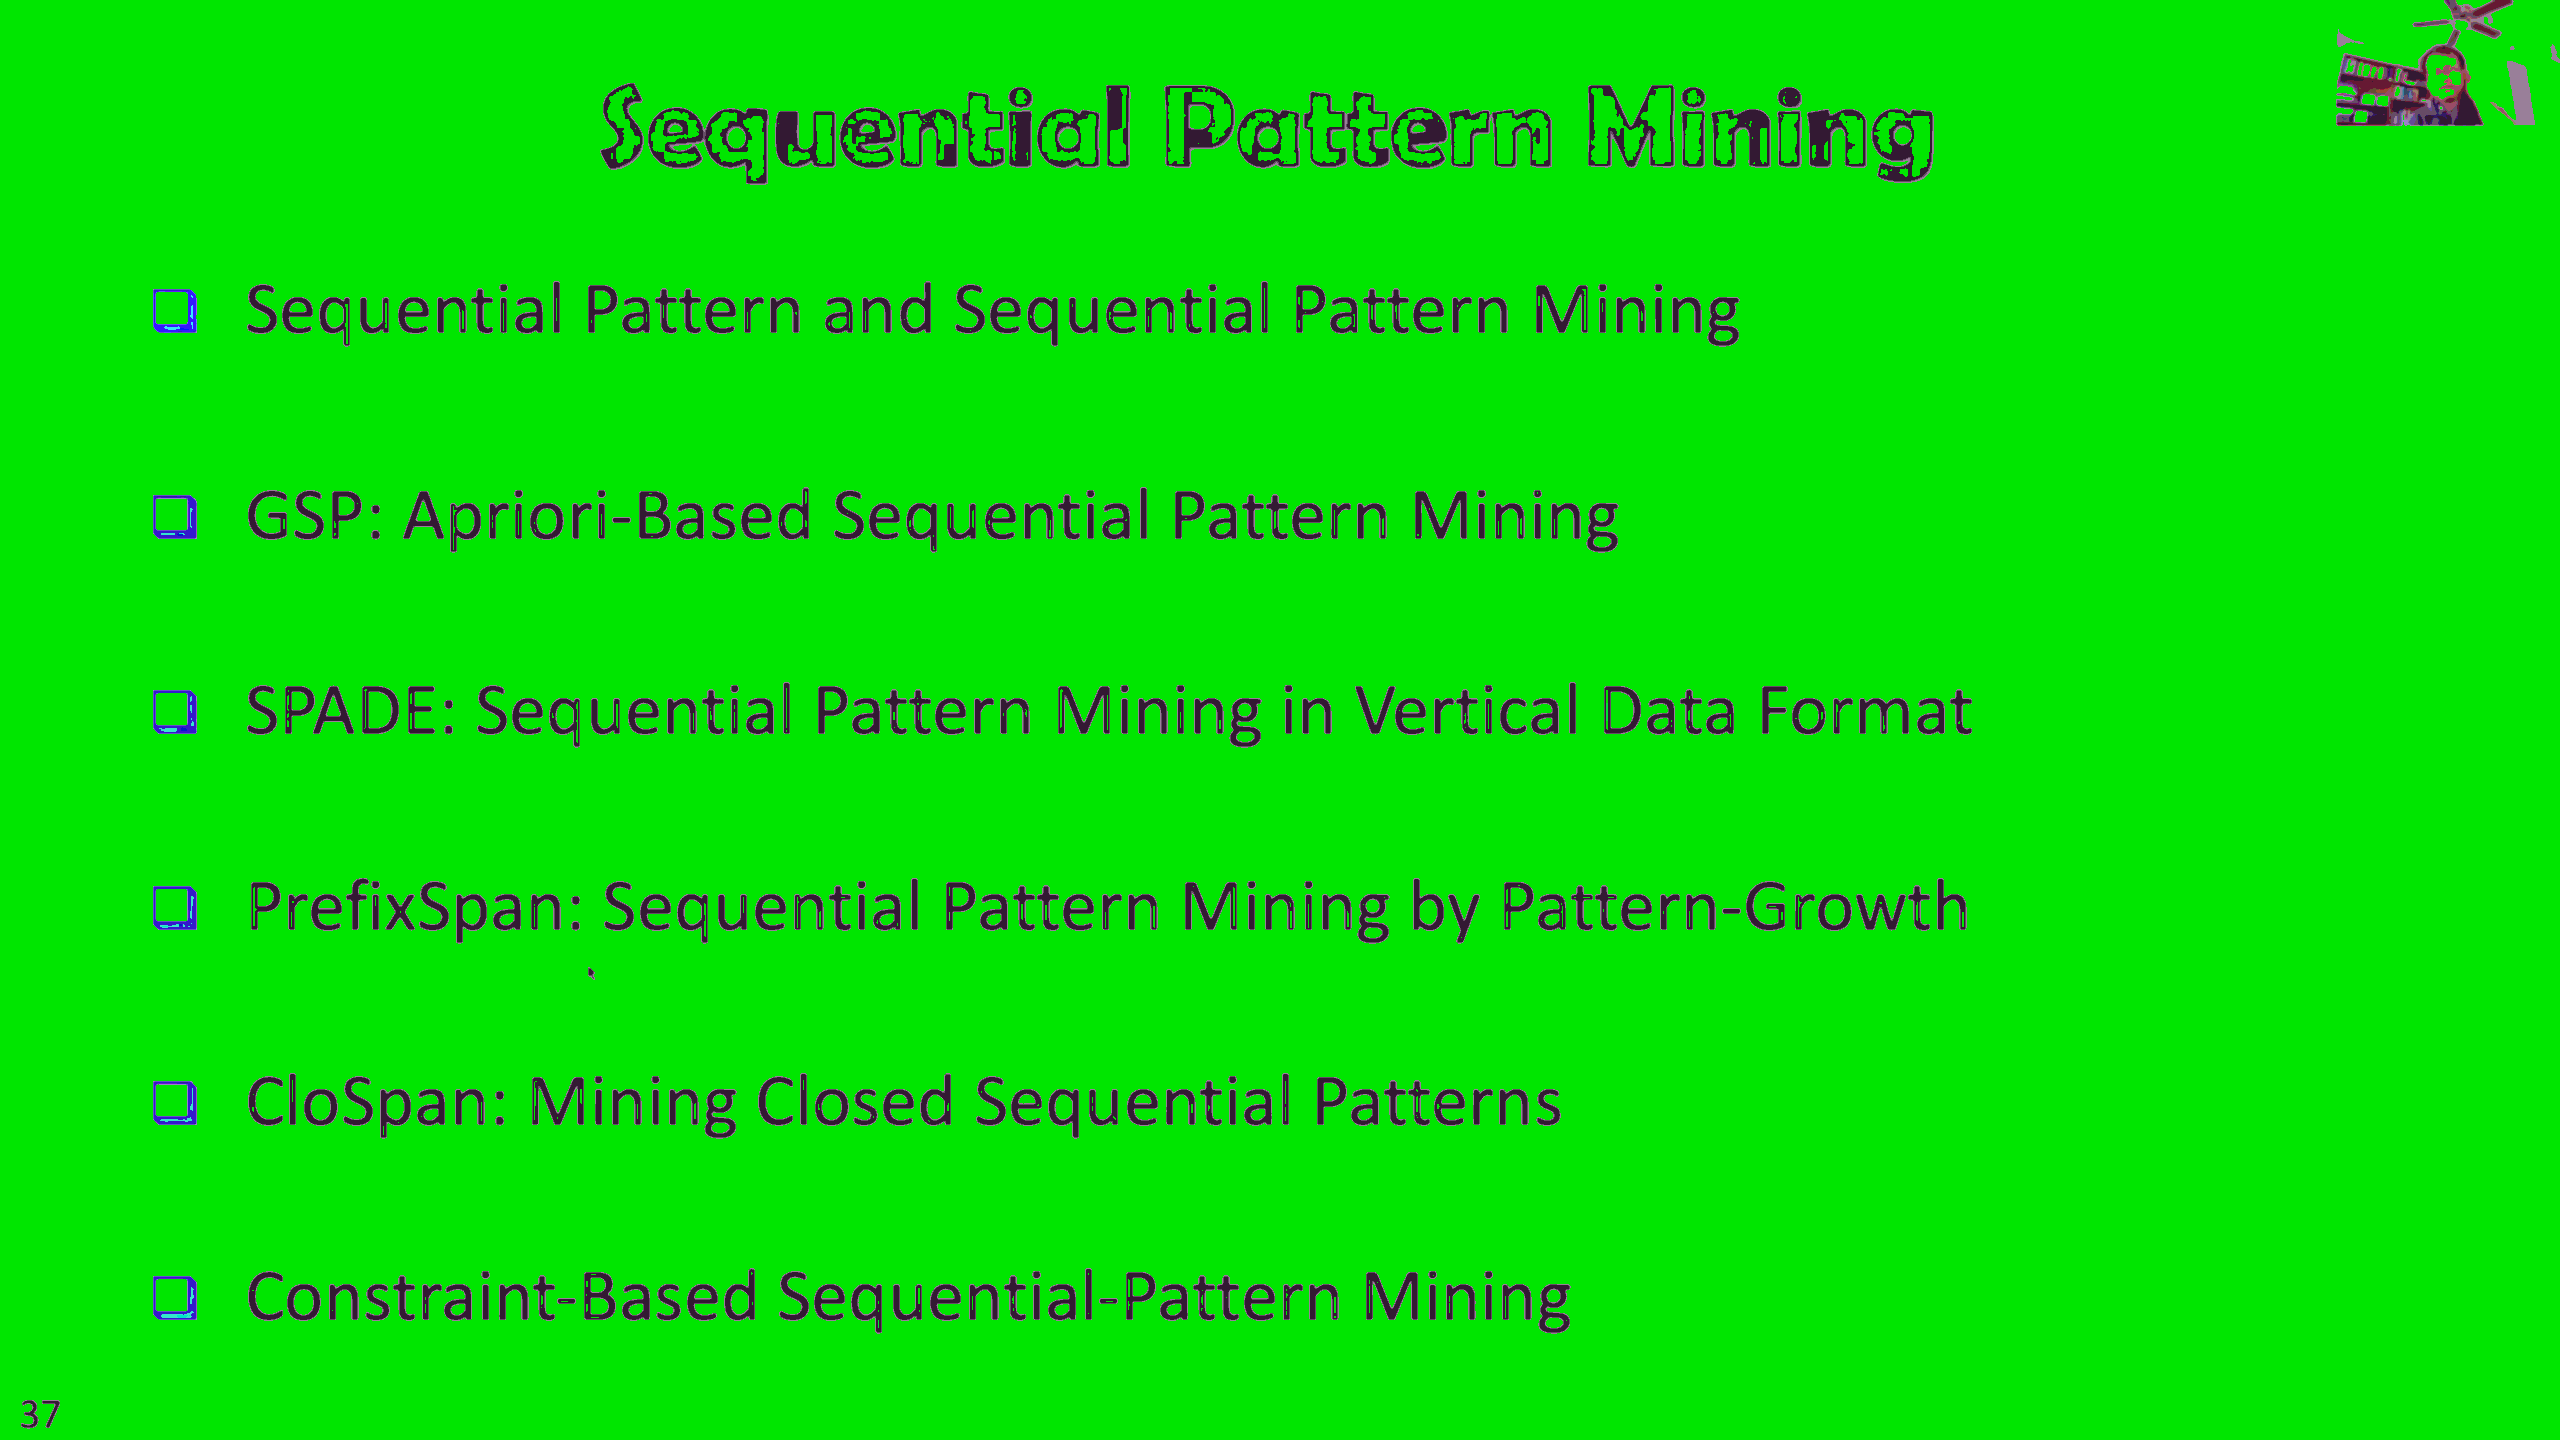 Sequential Pattern Mining
Sequential Pattern and Sequential Pattern Mining
GSP: Apriori-Based Sequential Pattern Mining
SPADE: Sequential Pattern Mining in Vertical Data Format
PrefixSpan: Sequential Pattern Mining by Pattern-Growth
CloSpan: Mining Closed Sequential Patterns
Constraint-Based Sequential-Pattern Mining
37